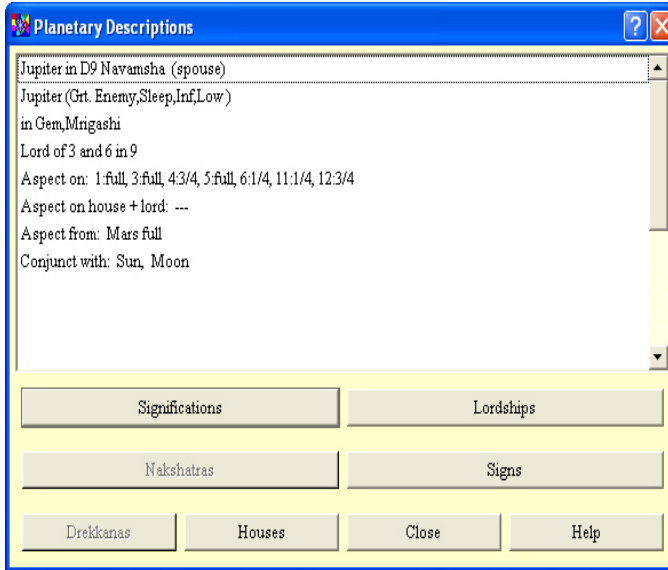 Planetary Descriptions
Jupiter in D9 Navamsha (spouse)
Jupiter (Grt. Enemy,Sleep,Inf,Low )
in Gem,Mrigashi
Lord of 3 and 6 in 9
Aspect on: 1:full, 3:full, 4:3/4, 5:full, 6:1/4, 11:1/4, 12:3/4
Aspect on house + lord: ---
Aspect from: Mars full
Conjunct with: Sun, Moon
Significations Lordships
Nakshatras Signs
Drekkanas Houses Close Help